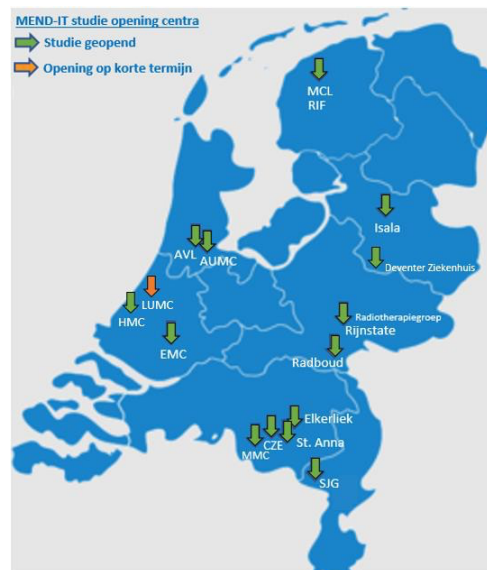 MEND-IT studie opening centra
Studie geopend
Opening op korte termijn
MCL
RIF
Isala
AVL
AUMC
Deventer Ziekenhuis
LUMC
HMC
Radiotherapiegroep
Rijnstate
EMC
Radboud
Elkerliek
CZE
St. Anna
MMC
SJG